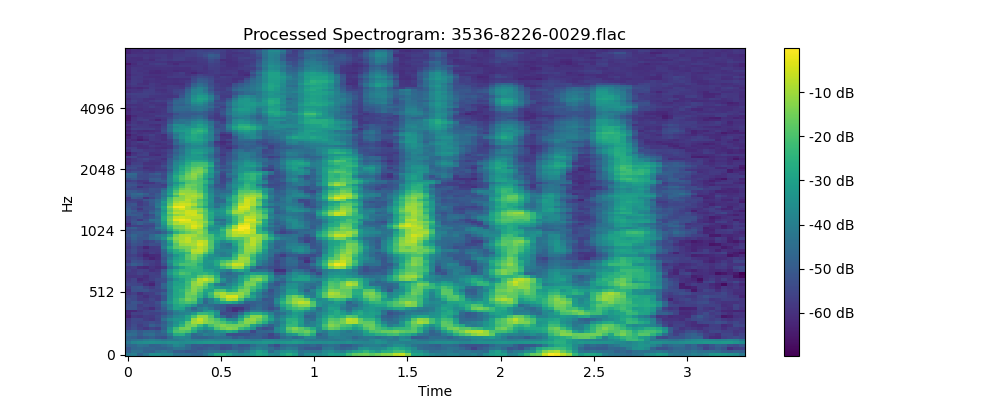 Processed Spectrogram: 3536-8226-0029.flac
Hz
4096
2048
1024
512
0
0
0.5
1
1.5
2
2.5
3
Time
-10 dB
-20 dB
-30 dB
-40 dB
-50 dB
-60 dB